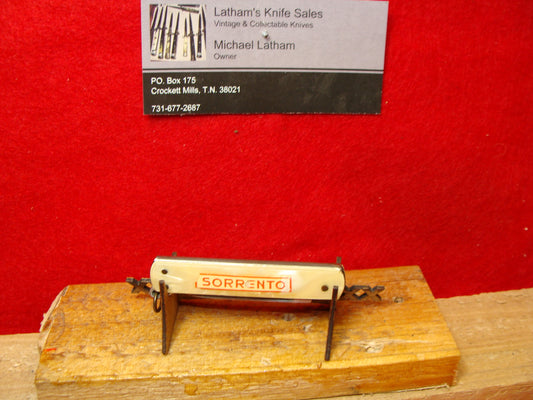 Latham's Knife Sales
Vintage & Collectable Knives
Michael Latham
Owner
PO. Box 175
Crockett Mills, T.N. 38021
731-677-2687
SORRENTO